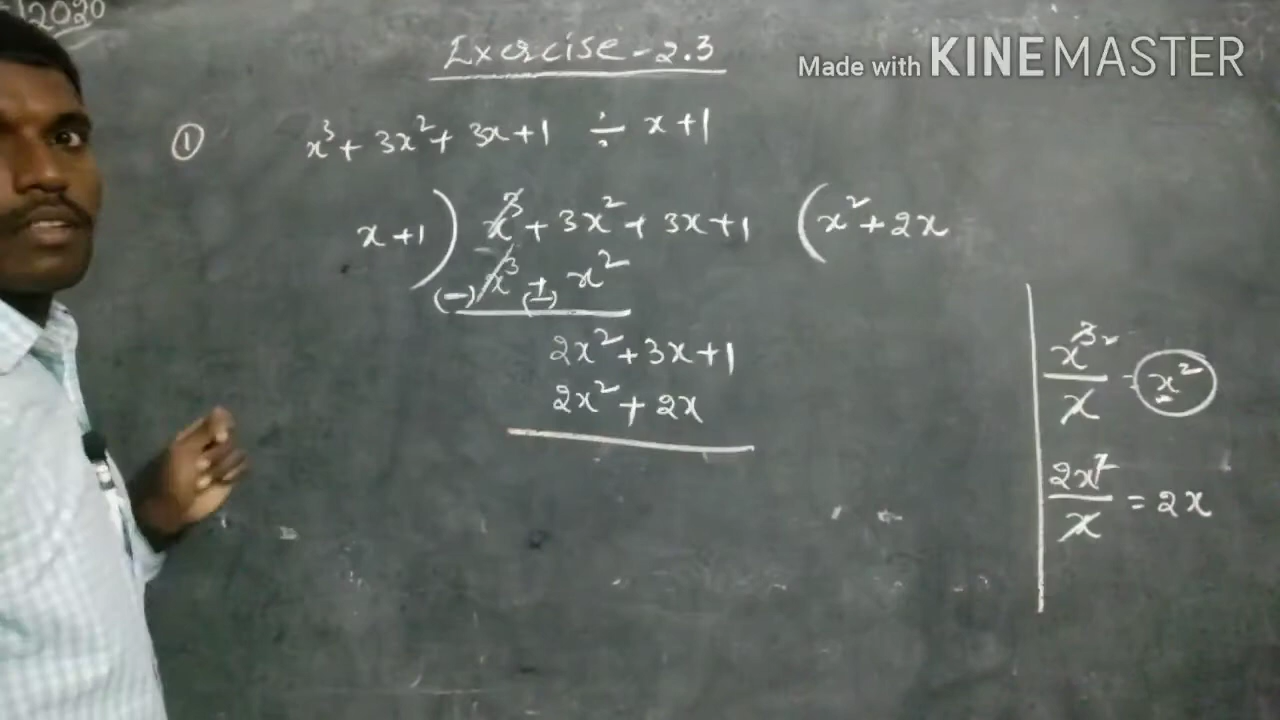 2020
Exercise - 2.3
Made with KINEMASTER
① x³ + 3x² + 3x + 1 ÷ x + 1
x + 1 ) x³ + 3x² + 3x + 1 ( x² + 2x
(-) x³ + x²
(-)
2x² + 3x + 1
2x² + 2x
x³/x = x²
2x²/x = 2x